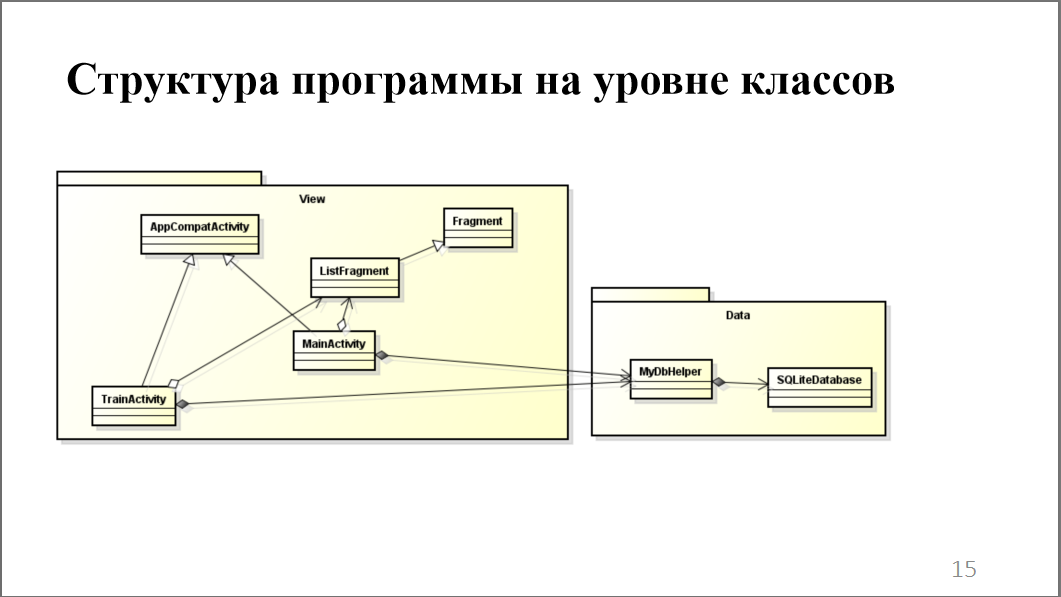 Структура программы на уровне классов
View
AppCompatActivity
Fragment
ListFragment
MainActivity
TrainActivity
Data
MyDbHelper
SQLiteDatabase
15